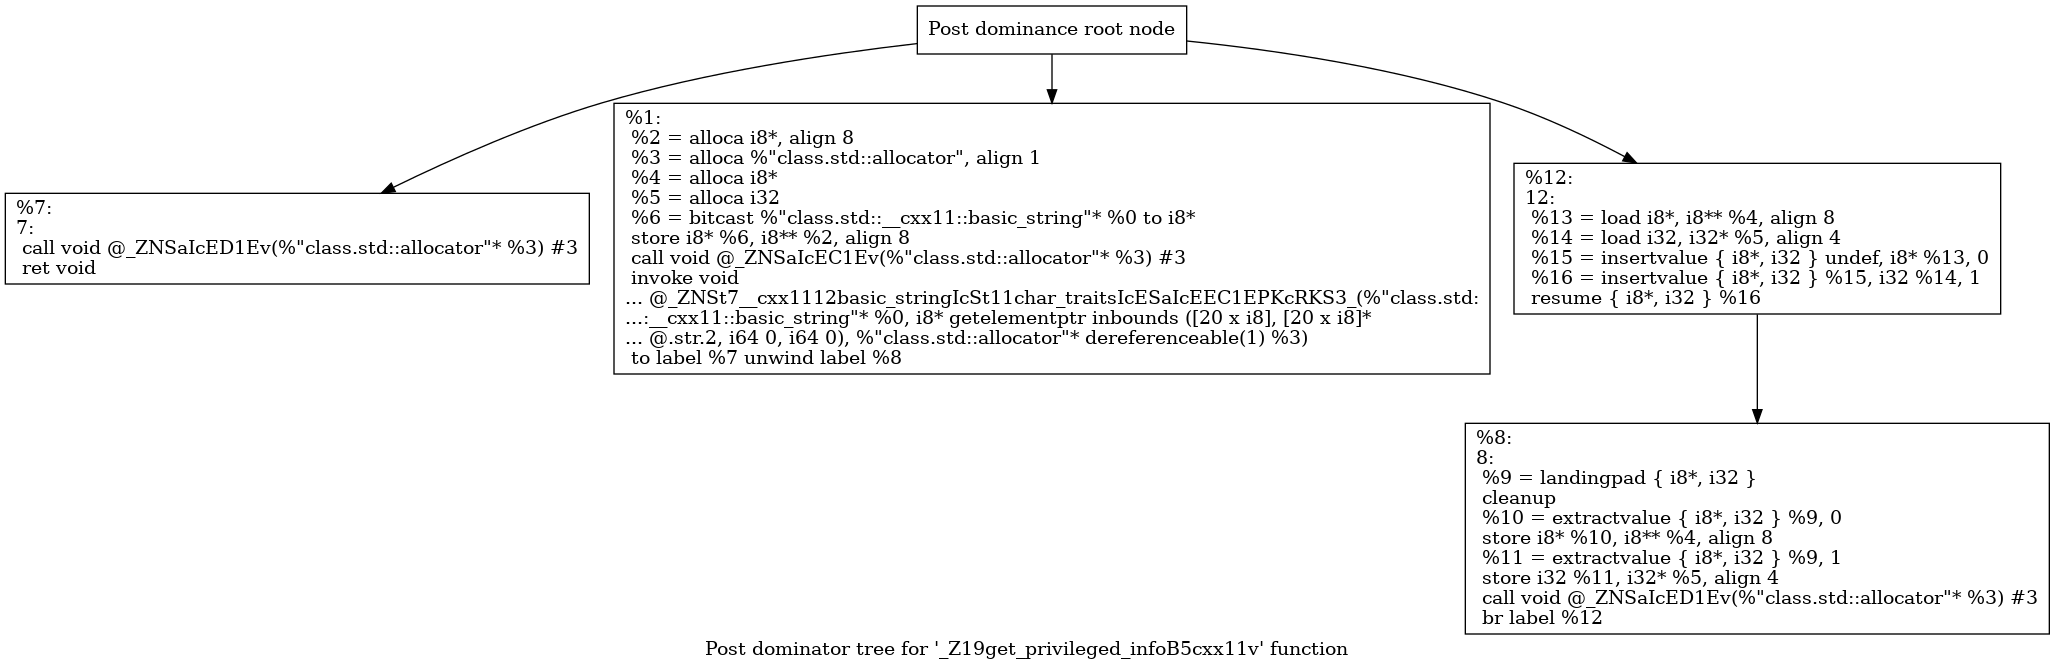 Post dominance root node
%7:
7:
call void @_ZNSaIcED1Ev(%"class.std::allocator"* %3) #3
ret void
%1:
%2 = alloca i8*, align 8
%3 = alloca %"class.std::allocator", align 1
%4 = alloca i8*
%5 = alloca i32
%6 = bitcast %"class.std::__cxx11::basic_string"* %0 to i8*
store i8* %6, i8** %2, align 8
call void @_ZNSaIcEC1Ev(%"class.std::allocator"* %3) #3
invoke void
... @_ZNSt7__cxx1112basic_stringIcSt11char_traitsIcESaIcEEC1EPKcRKS3_(%"class.std:
...:__cxx11::basic_string"* %0, i8* getelementptr inbounds ([20 x i8], [20 x i8]*
... @.str.2, i64 0, i64 0), %"class.std::allocator"* dereferenceable(1) %3)
to label %7 unwind label %8
%12:
12:
%13 = load i8*, i8** %4, align 8
%14 = load i32, i32* %5, align 4
%15 = insertvalue { i8*, i32 } undef, i8* %13, 0
%16 = insertvalue { i8*, i32 } %15, i32 %14, 1
resume { i8*, i32 } %16
%8:
8:
%9 = landingpad { i8*, i32 }
cleanup
%10 = extractvalue { i8*, i32 } %9, 0
store i8* %10, i8** %4, align 8
%11 = extractvalue { i8*, i32 } %9, 1
store i32 %11, i32* %5, align 4
call void @_ZNSaIcED1Ev(%"class.std::allocator"* %3) #3
br label %12
Post dominator tree for '_Z19get_privileged_infoB5cxx11v' function